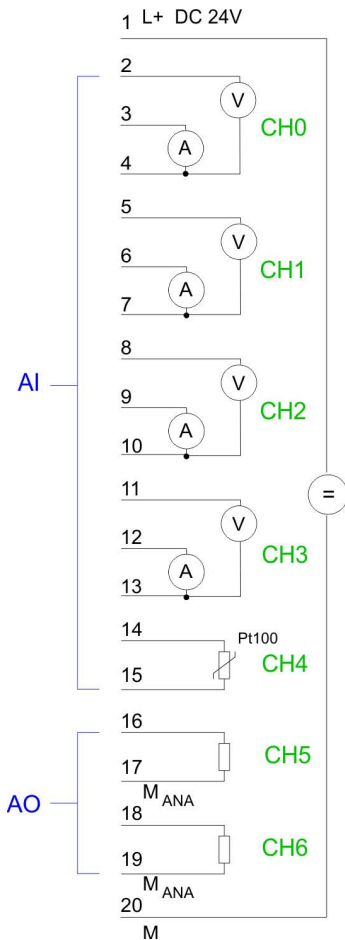 1 L+ DC 24V
2
V
3
CH0
A
4
5
V
6
CH1
A
7
8
V
AI
9
CH2
A
10
11
=
V
12
CH3
A
13
14
Pt100
CH4
15
16
CH5
17
M ANA
AO
18
CH6
19
M ANA
20
M